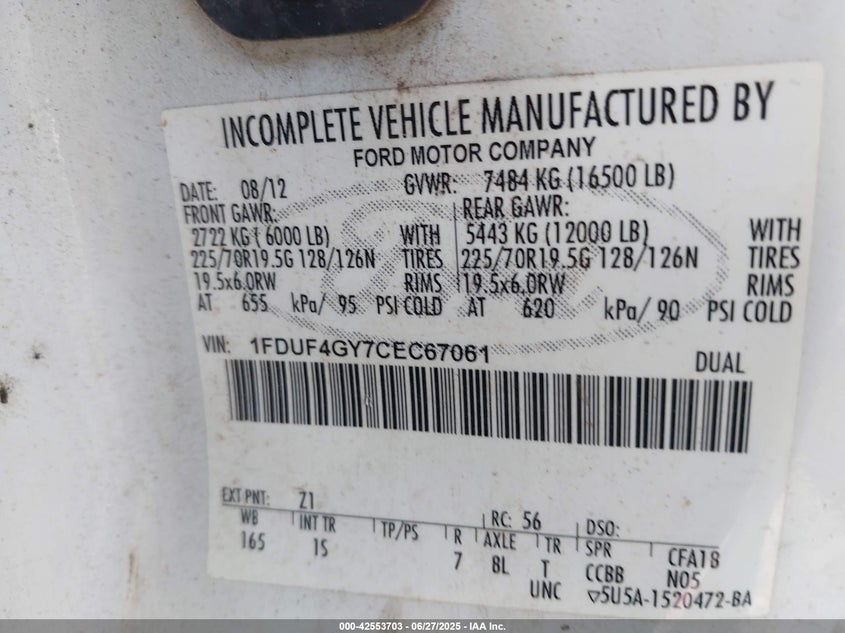 INCOMPLETE VEHICLE MANUFACTURED BY
FORD MOTOR COMPANY
DATE: 08/12 GVWR: 7484 KG (16500 LB)
FRONT GAWR: REAR GAWR:
2722 KG ( 6000 LB) WITH 5443 KG (12000 LB) WITH
225/70R19.5G 128/126N TIRES 225/70R19.5G 128/126N TIRES
19.5x6.0RW RIMS 19.5x6.0RW RIMS
AT 655 kPa/ 95 PSI COLD AT 620 kPa/ 90 PSI COLD
VIN: 1FDUF4GY7CEC67061 DUAL
EXT PNT: Z1 RC: 56 DSO:
WB INT TR TP/PS R AXLE TR SPR CFA18
165 1S 7 8L T CCBB N05
UNC ▽5U5A-1520472-BA
000-42553703 - 06/27/2025 - IAA Inc.